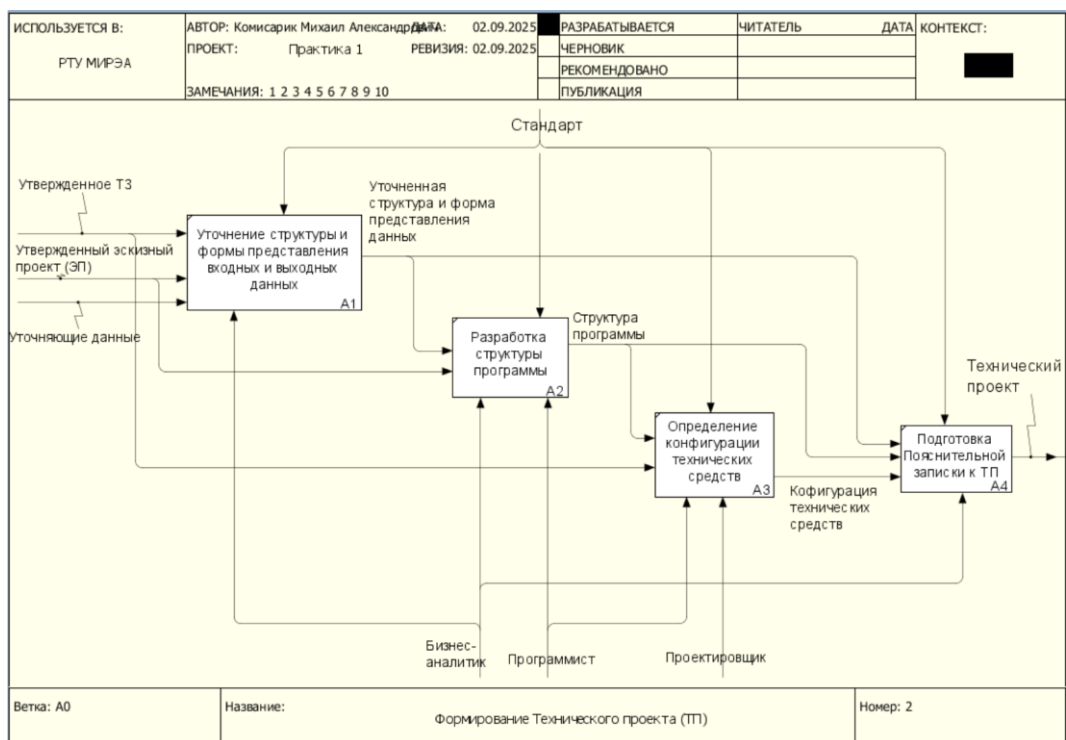 ИСПОЛЬЗУЕТСЯ В:
РТУ МИРЭА
АВТОР: Комисарик Михаил Александрович
ДАТА: 02.09.2025
ПРОЕКТ: Практика 1
РЕВИЗИЯ: 02.09.2025
ЗАМЕЧАНИЯ: 1 2 3 4 5 6 7 8 9 10
РАЗРАБАТЫВАЕТСЯ
ЧЕРНОВИК
РЕКОМЕНДОВАНО
ПУБЛИКАЦИЯ
ЧИТАТЕЛЬ
ДАТА
КОНТЕКСТ:
Стандарт
Утвержденное ТЗ
Утвержденный эскизный
проект (ЭП)
Уточняющие данные
Уточнение структуры и
формы представления
входных и выходных
данных
A1
Уточненная
структура и форма
представления
данных
Разработка
структуры
программы
A2
Структура
программы
Определение
конфигурации
технических
средств
A3
Кофигурация
технических
средств
Подготовка
Пояснительной
записки к ТП
A4
Технический
проект
Бизнес-
аналитик
Программист
Проектировщик
Ветка: A0
Название:
Формирование Технического проекта (ТП)
Номер: 2